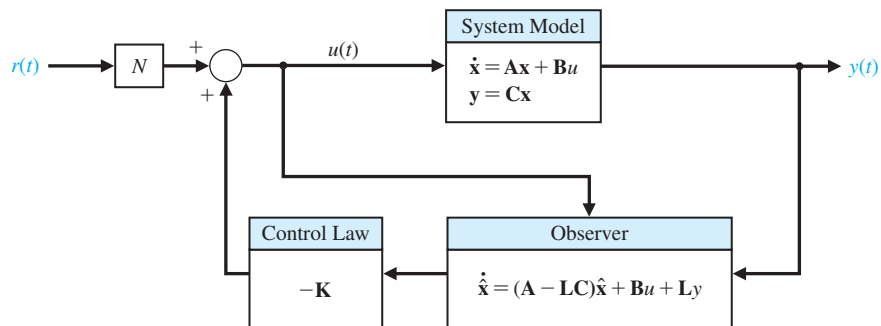 System Model
r(t)
N
+
+
u(t)
ẋ = Ax + Bu
y = Cx
y(t)
Control Law
−K
Observer
x̂̇ = (A − LC)x̂ + Bu + Ly